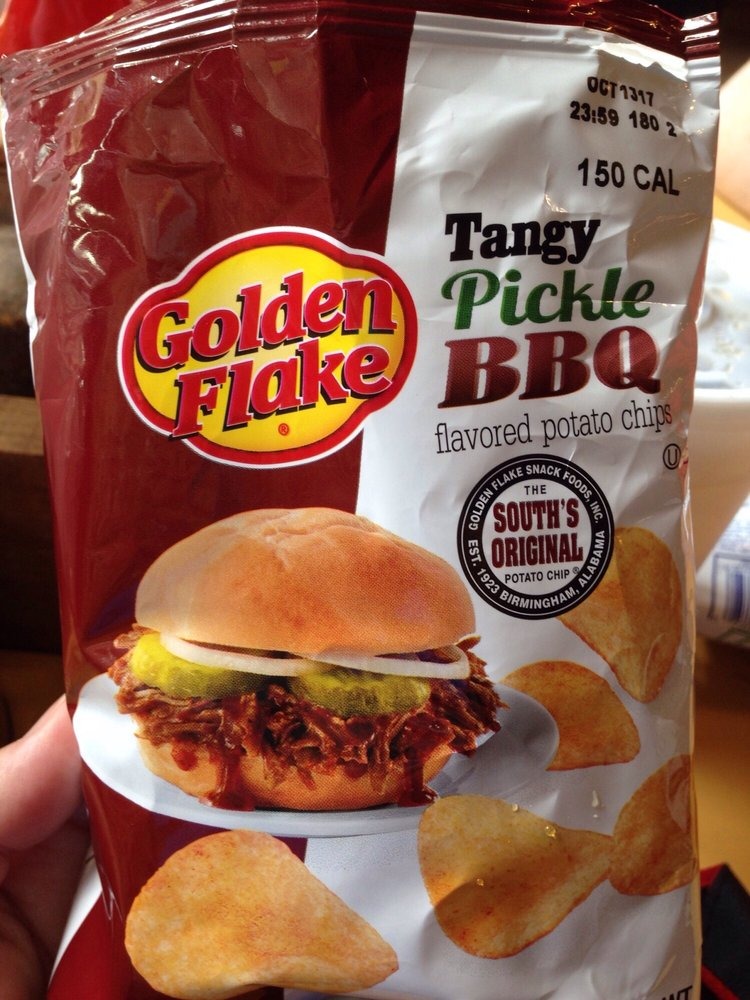 OCT1317
23:59 180 2
150 CAL
Tangy
Pickle
BBQ
flavored potato chips
U
Golden
Flake
®
GOLDEN FLAKE SNACK FOODS, INC.
THE
SOUTH'S
ORIGINAL
POTATO CHIP®
EST. 1923 BIRMINGHAM, ALABAMA
WT